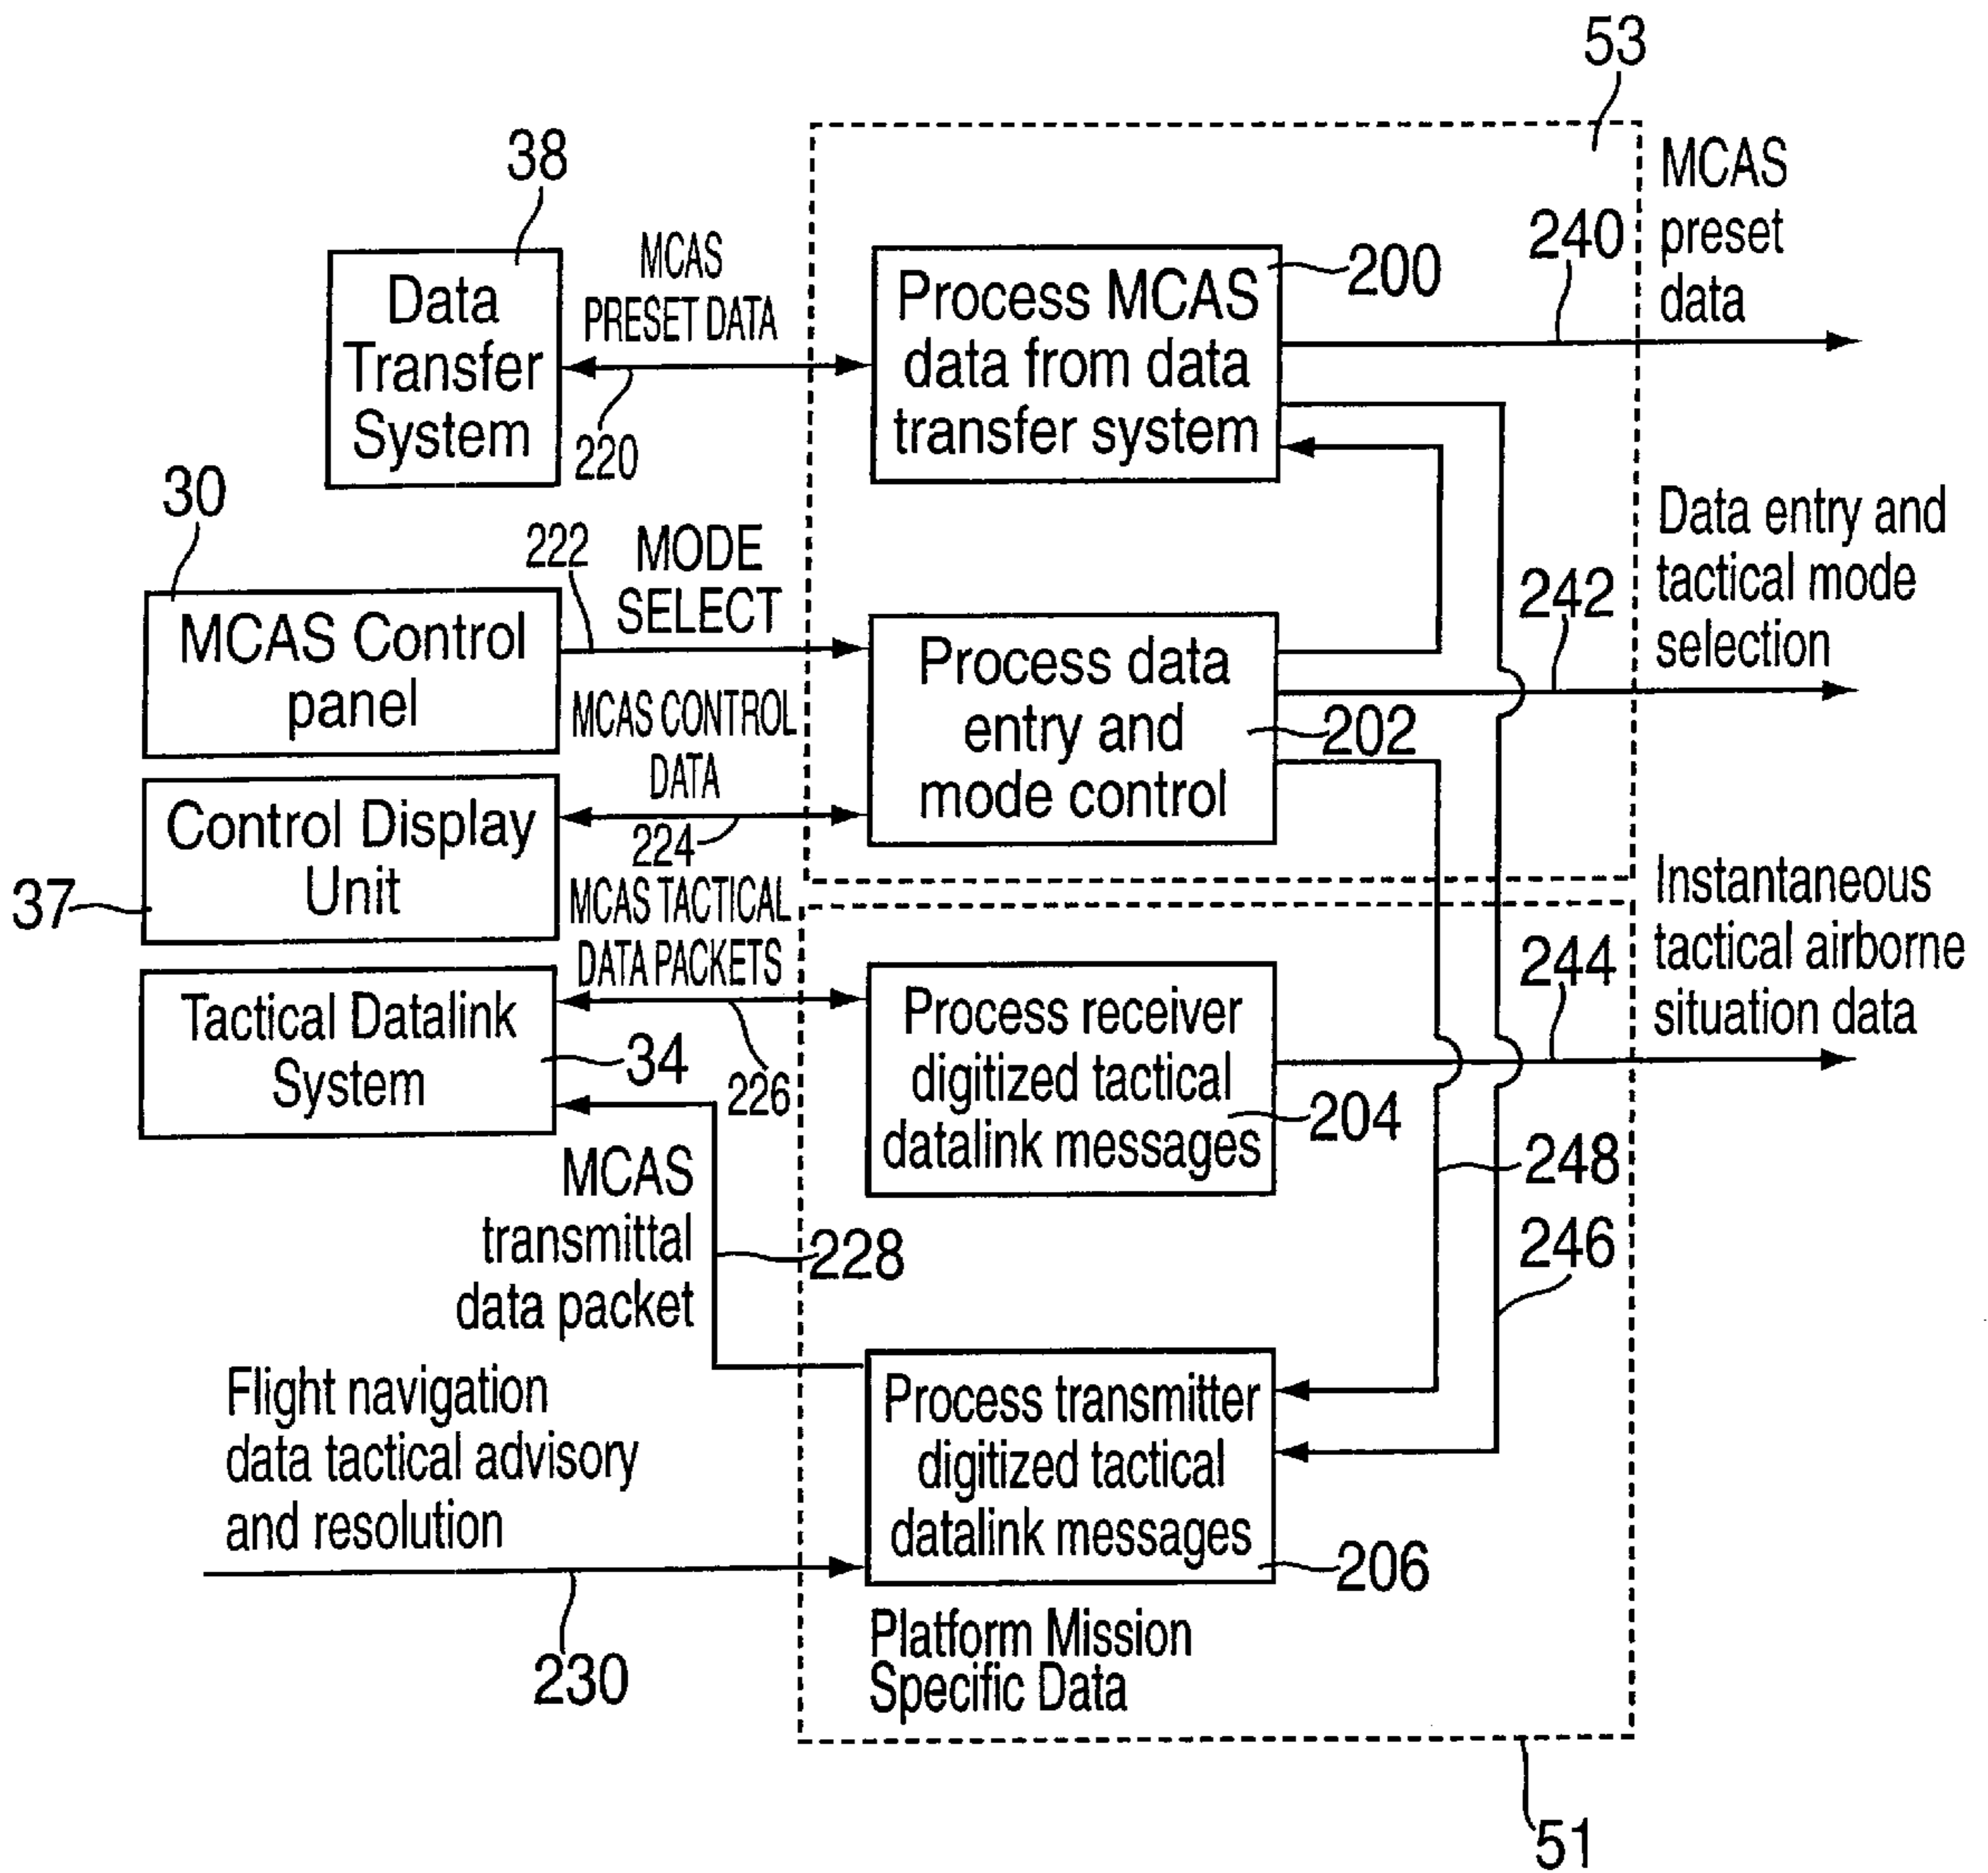 53
38
Data
Transfer
System
MCAS
PRESET DATA
220
Process MCAS
data from data
transfer system
200
240
MCAS
preset
data
30
MCAS Control
panel
222
MODE
SELECT
Process data
entry and
mode control
202
242
Data entry and
tactical mode
selection
37
Control Display
Unit
MCAS CONTROL
DATA
224
Tactical Datalink
System
34
MCAS TACTICAL
DATA PACKETS
226
Process receiver
digitized tactical
datalink messages
204
244
Instantaneous
tactical airborne
situation data
248
246
MCAS
transmittal
data packet
228
Process transmitter
digitized tactical
datalink messages
206
Flight navigation
data tactical advisory
and resolution
230
Platform Mission
Specific Data
51